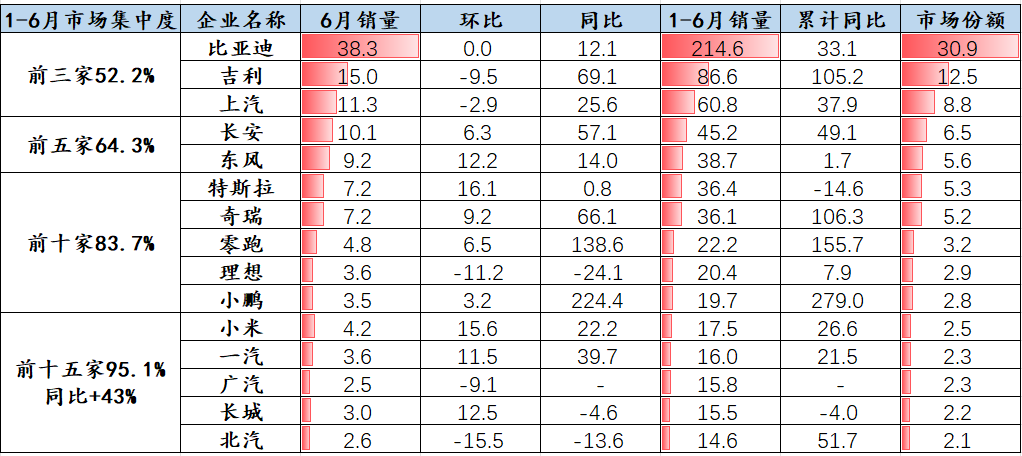 1-6月市场集中度 企业名称 6月销量 环比 同比 1-6月销量 累计同比 市场份额
前三家52.2% 比亚迪 38.3 0.0 12.1 214.6 33.1 30.9
吉利 15.0 -9.5 69.1 86.6 105.2 12.5
上汽 11.3 -2.9 25.6 60.8 37.9 8.8
前五家64.3% 长安 10.1 6.3 57.1 45.2 49.1 6.5
东风 9.2 12.2 14.0 38.7 1.7 5.6
前十家83.7% 特斯拉 7.2 16.1 0.8 36.4 -14.6 5.3
奇瑞 7.2 9.2 66.1 36.1 106.3 5.2
零跑 4.8 6.5 138.6 22.2 155.7 3.2
理想 3.6 -11.2 -24.1 20.4 7.9 2.9
小鹏 3.5 3.2 224.4 19.7 279.0 2.8
前十五家95.1% 同比+43% 小米 4.2 15.6 22.2 17.5 26.6 2.5
一汽 3.6 11.5 39.7 16.0 21.5 2.3
广汽 2.5 -9.1 - 15.8 - 2.3
长城 3.0 12.5 -4.6 15.5 -4.0 2.2
北汽 2.6 -15.5 -13.6 14.6 51.7 2.1